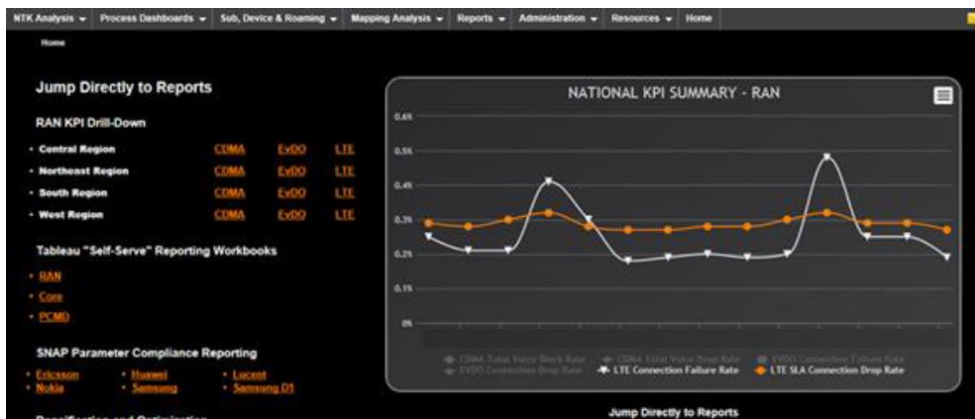 NTK Analysis Process Dashboards Sub, Device & Roaming Mapping Analysis Reports Administration Resources Home
Home
Jump Directly to Reports
RAN KPI Drill-Down
• Central Region CDMA EvDO LTE
• Northeast Region CDMA EvDO LTE
• South Region CDMA EvDO LTE
• West Region CDMA EvDO LTE
Tableau "Self-Serve" Reporting Workbooks
• RAN
• Core
• PCMD
SNAP Parameter Compliance Reporting
• Ericsson • Huawei • Lucent
• Nokia • Samsung • Samsung D1
NATIONAL KPI SUMMARY - RAN
0.6%
0.5%
0.4%
0.3%
0.2%
0.1%
0%
CDMA Total Voice Block Rate CDMA Total Voice Drop Rate EVDO Connection Failure Rate
EVDO Connection Drop Rate LTE Connection Failure Rate LTE SLA Connection Drop Rate
Jump Directly to Reports